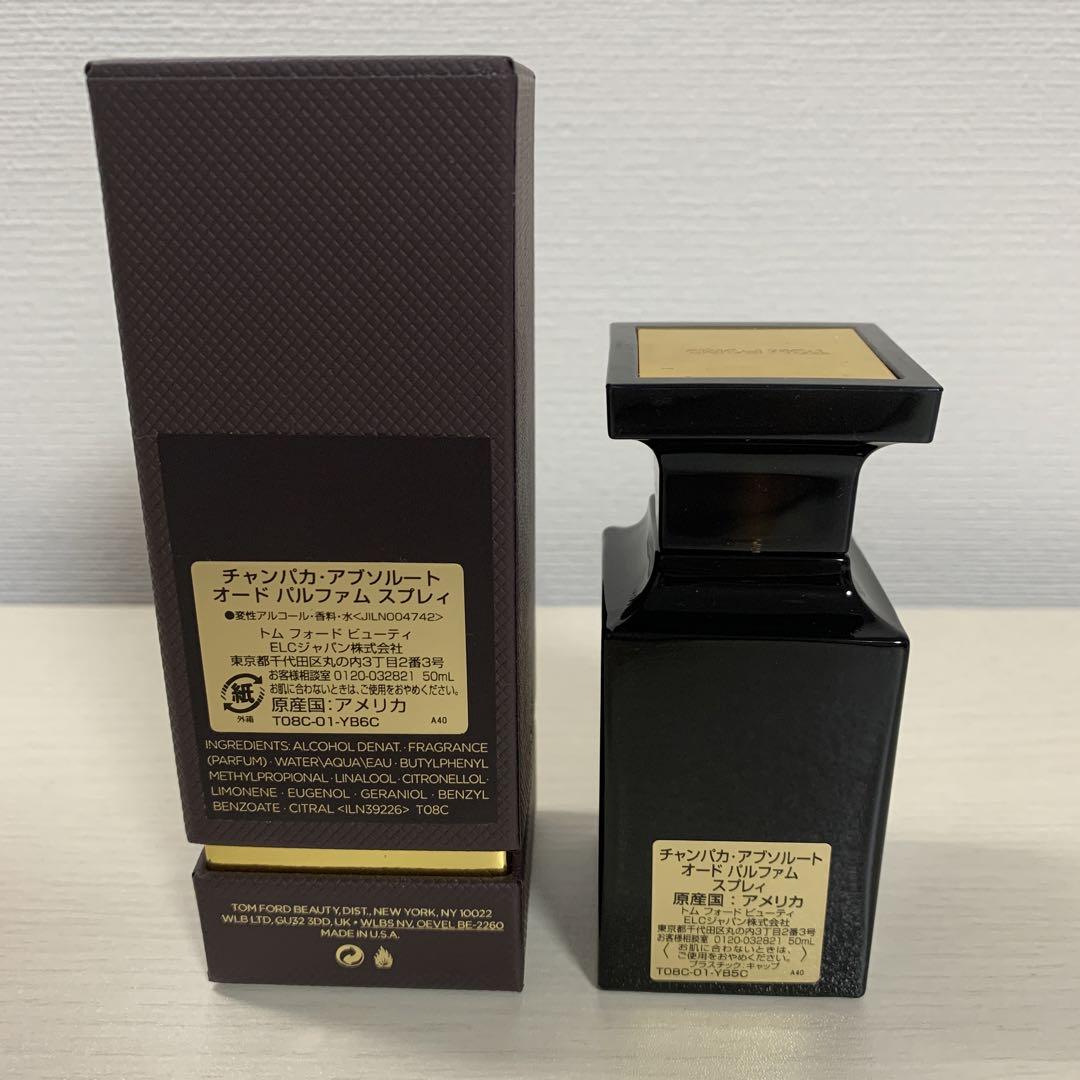 チャンパカ・アブソルート
オード パルファム スプレィ
●変性アルコール・香料・水<JILN004742>
トム フォード ビューティ
ELCジャパン株式会社
東京都千代田区丸の内3丁目2番3号
お客様相談室 0120-032821 50mL
お肌に合わないときは、ご使用をおやめください。
紙
外箱
原産国：アメリカ
T08C-01-YB6C A40
INGREDIENTS: ALCOHOL DENAT. · FRAGRANCE
(PARFUM) · WATER\AQUA\EAU · BUTYLPHENYL
METHYLPROPIONAL · LINALOOL · CITRONELLOL ·
LIMONENE · EUGENOL · GERANIOL · BENZYL
BENZOATE · CITRAL <ILN39226> T08C
TOM FORD BEAUTY, DIST., NEW YORK, NY 10022
WLB LTD, GU32 3DD, UK • WLBS NV, OEVEL BE-2260
MADE IN U.S.A.
TOM FORD
チャンパカ・アブソルート
オード パルファム
スプレィ
原産国：アメリカ
トム フォード ビューティ
ELCジャパン株式会社
東京都千代田区丸の内3丁目2番3号
お客様相談室 0120-032821 50mL
お肌に合わないときは、
ご使用をおやめください。
プラスチック：キャップ
T08C-01-YB5C A40